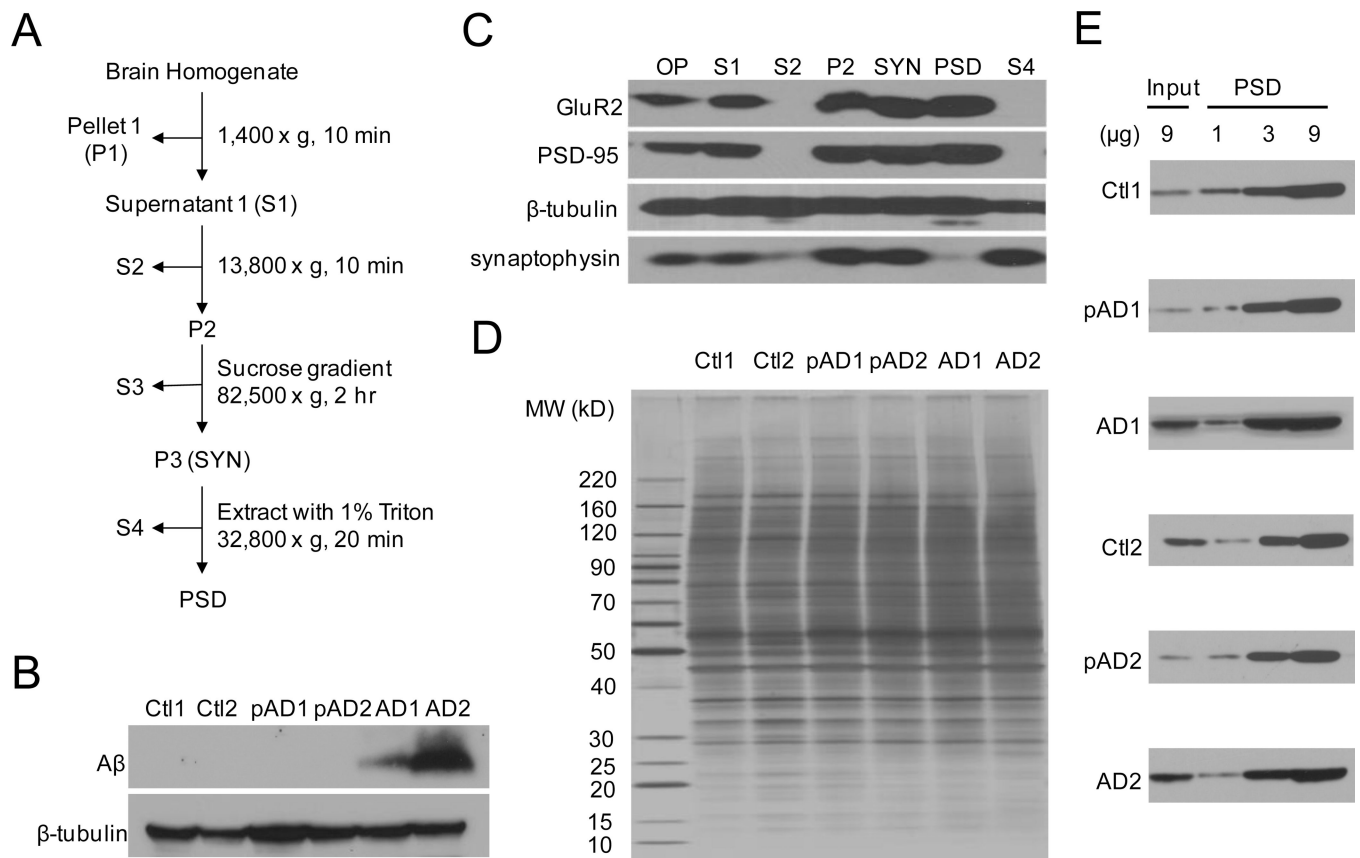 A
Brain Homogenate
Pellet 1
(P1)
1,400 x g, 10 min
Supernatant 1 (S1)
S2
13,800 x g, 10 min
P2
S3
Sucrose gradient
82,500 x g, 2 hr
P3 (SYN)
S4
Extract with 1% Triton
32,800 x g, 20 min
PSD
B
Ctl1 Ctl2 pAD1 pAD2 AD1 AD2
Aβ
β-tubulin
C
OP S1 S2 P2 SYN PSD S4
GluR2
PSD-95
β-tubulin
synaptophysin
D
Ctl1 Ctl2 pAD1 pAD2 AD1 AD2
MW (kD)
220
160
120
90
70
50
40
30
25
20
15
10
E
Input PSD
(μg) 9 1 3 9
Ctl1
pAD1
AD1
Ctl2
pAD2
AD2